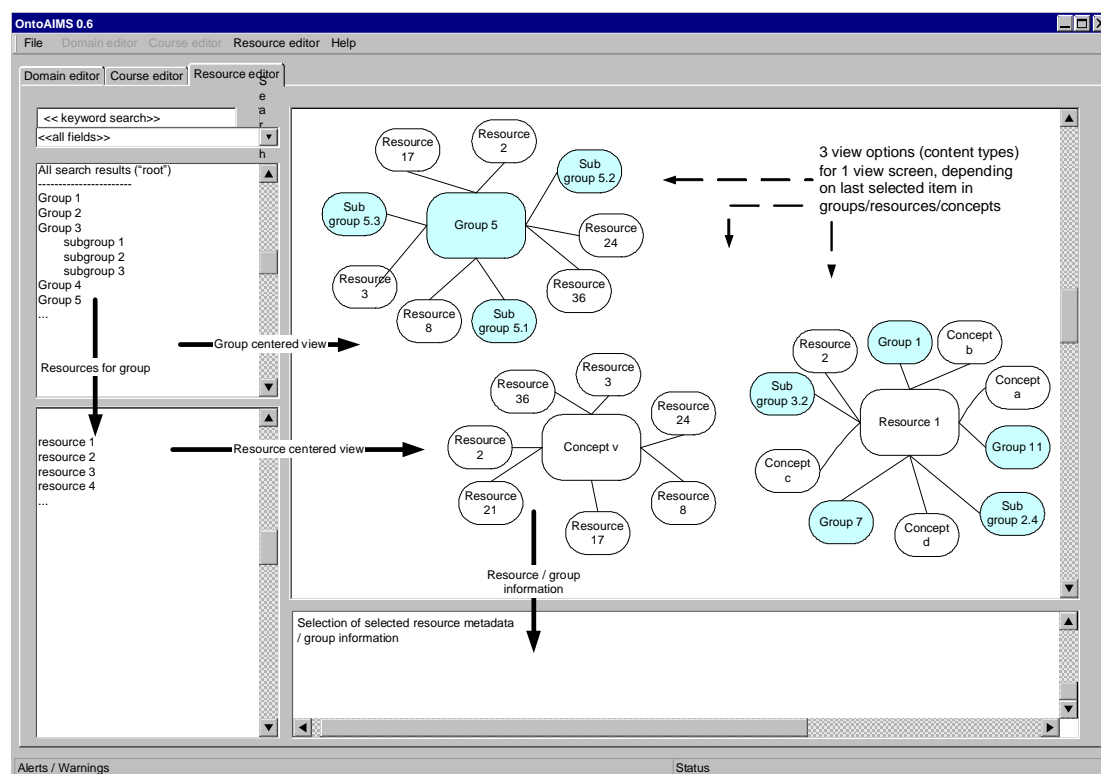 OntoAIMS 0.6
File Domain editor Course editor Resource editor Help
Domain editor Course editor Resource editor
S
e
a
r
h
<< keyword search>>
<<all fields>>
All search results ("root")
-----------------------
Group 1
Group 2
Group 3
subgroup 1
subgroup 2
subgroup 3
Group 4
Group 5
...
Resources for group
resource 1
resource 2
resource 3
resource 4
...
Group centered view
Resource centered view
Resource
17
Resource
2
Sub
group 5.2
Sub
group 5.3
Group 5
Resource
24
Resource
3
Resource
36
Resource
8
Sub
group 5.1
3 view options (content types)
for 1 view screen, depending
on last selected item in
groups/resources/concepts
Resource
3
Resource
36
Resource
24
Resource
2
Concept v
Resource
21
Resource
8
Resource
17
Resource
2
Group 1
Concept
b
Concept
a
Sub
group 3.2
Resource 1
Group 11
Concept
c
Sub
group 2.4
Group 7
Concept
d
Resource / group
information
Selection of selected resource metadata
/ group information
Alerts / Warnings
Status